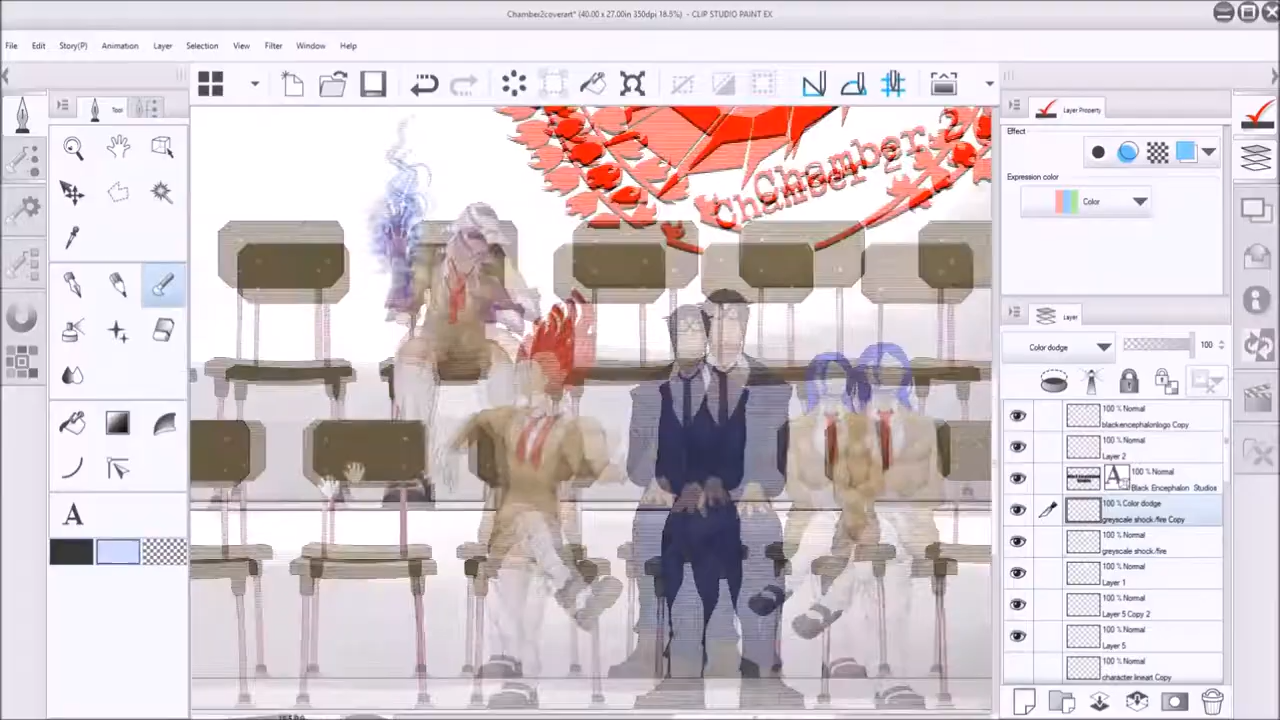 Chamber2coverart* (40.00 x 27.00in 350dpi 18.8%) - CLIP STUDIO PAINT EX
File Edit Story(P) Animation Layer Selection View Filter Window Help
Tool
Layer Property
Effect
Expression color
Color
Chamber 2
Chamber 2
Layer
Color dodge
100
100 % Normal
blackencephalonlogo Copy
100 % Normal
Layer 2
A
100 % Normal
Black Encephalon Studios
100 % Color dodge
greyscale shock/fire Copy
100 % Normal
greyscale shock/fire
100 % Normal
Layer 1
100 % Normal
Layer 5 Copy 2
100 % Normal
Layer 5
100 % Normal
character lineart Copy
A